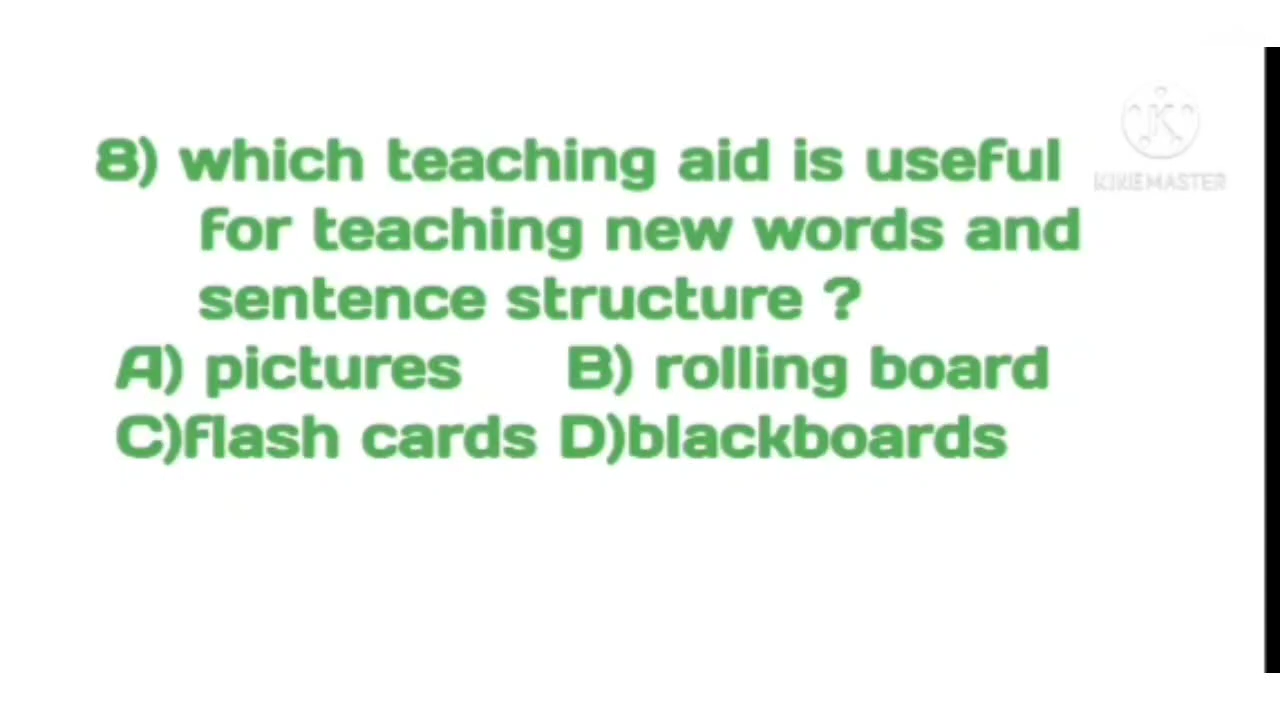 8) which teaching aid is useful
for teaching new words and
sentence structure ?
A) pictures B) rolling board
C)flash cards D)blackboards
KINEMASTER